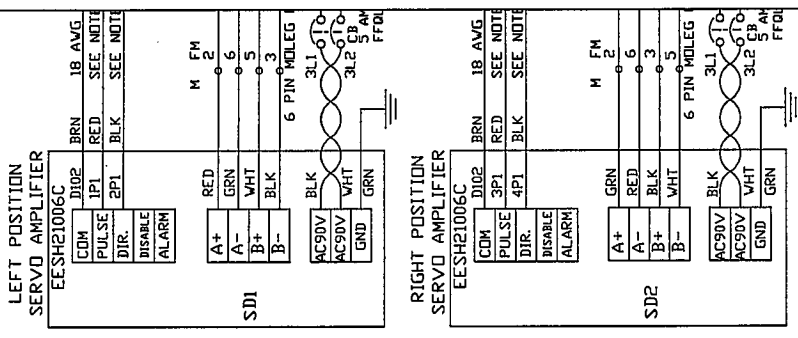 LEFT POSITION
SERVO AMPLIFIER
EESH21006C
COM D102 BRN 18 AWG
PULSE 1P1 RED SEE NOTE
DIR. 2P1 BLK SEE NOTE
DISABLE
ALARM
M FM
A+ RED 2
A- GRN 6
B+ WHT 5
B- BLK 3
6 PIN MOLEG
SD1
AC90V BLK 3L1
AC90V WHT 3L2
GND GRN
CB
5 AM
FFQL
RIGHT POSITION
SERVO AMPLIFIER
EESH21006C
COM D102 BRN 18 AWG
PULSE 3P1 RED SEE NOTE
DIR. 4P1 BLK SEE NOTE
DISABLE
ALARM
M FM
A+ GRN 2
A- RED 6
B+ BLK 3
B- WHT 5
6 PIN MOLEG
SD2
AC90V BLK 3L1
AC90V WHT 3L2
GND GRN
CB
5 AM
FFQL